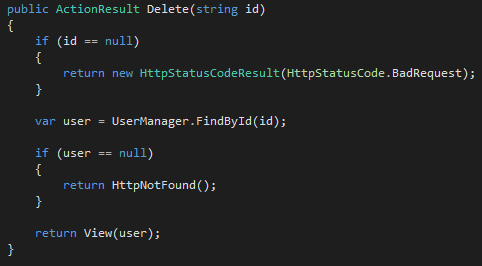 public ActionResult Delete(string id)
{
    if (id == null)
    {
        return new HttpStatusCodeResult(HttpStatusCode.BadRequest);
    }

    var user = UserManager.FindById(id);

    if (user == null)
    {
        return HttpNotFound();
    }

    return View(user);
}